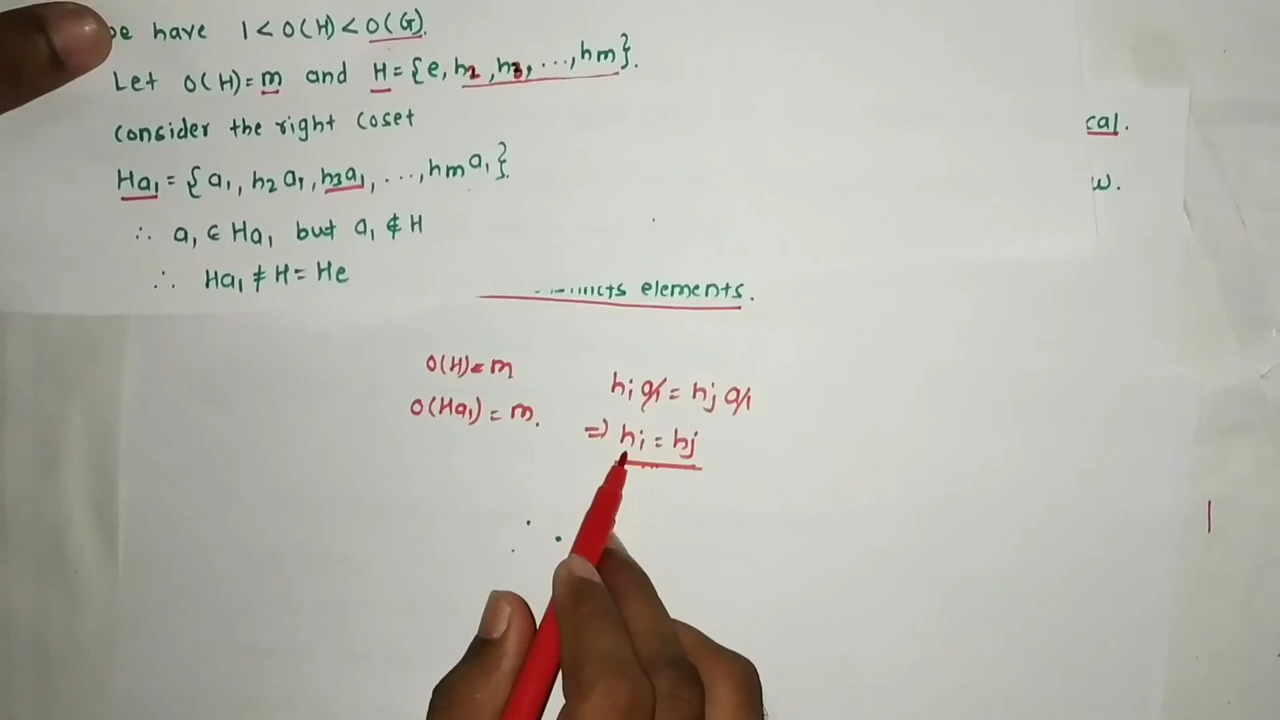 we have 1 < O(H) < O(G).
Let O(H)=m and H={e, h2, h3, ..., hm}.
consider the right coset
Ha1 = {a1, h2a1, h3a1, ..., hma1}.
∴ a1 ∈ Ha1 but a1 ∉ H
∴ Ha1 ≠ H = He
elements.
O(H) = m
O(Ha1) = m.
hi a1 = hj a1
⇒ hi = hj
cal.
w.